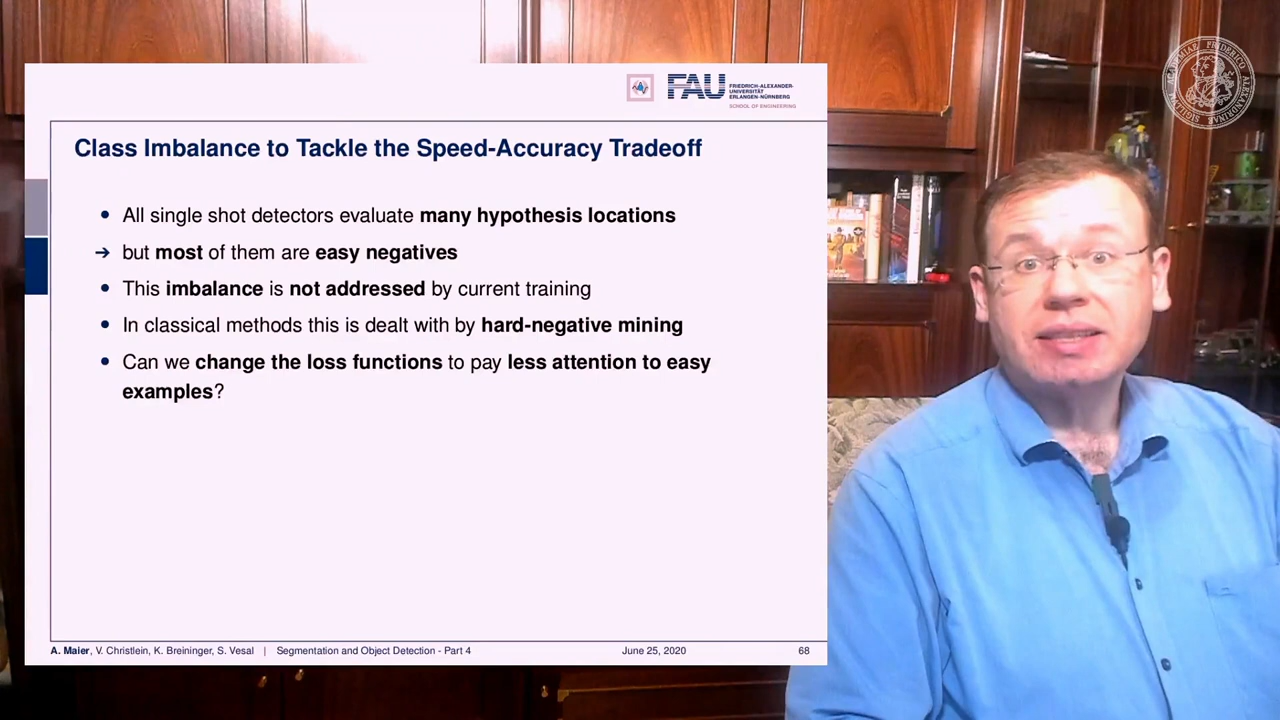 FAU
FRIEDRICH-ALEXANDER-
UNIVERSITÄT
ERLANGEN-NÜRNBERG
SCHOOL OF ENGINEERING
Class Imbalance to Tackle the Speed-Accuracy Tradeoff
• All single shot detectors evaluate many hypothesis locations
➔ but most of them are easy negatives
• This imbalance is not addressed by current training
• In classical methods this is dealt with by hard-negative mining
• Can we change the loss functions to pay less attention to easy
examples?
A. Maier, V. Christlein, K. Breininger, S. Vesal | Segmentation and Object Detection - Part 4 June 25, 2020 68